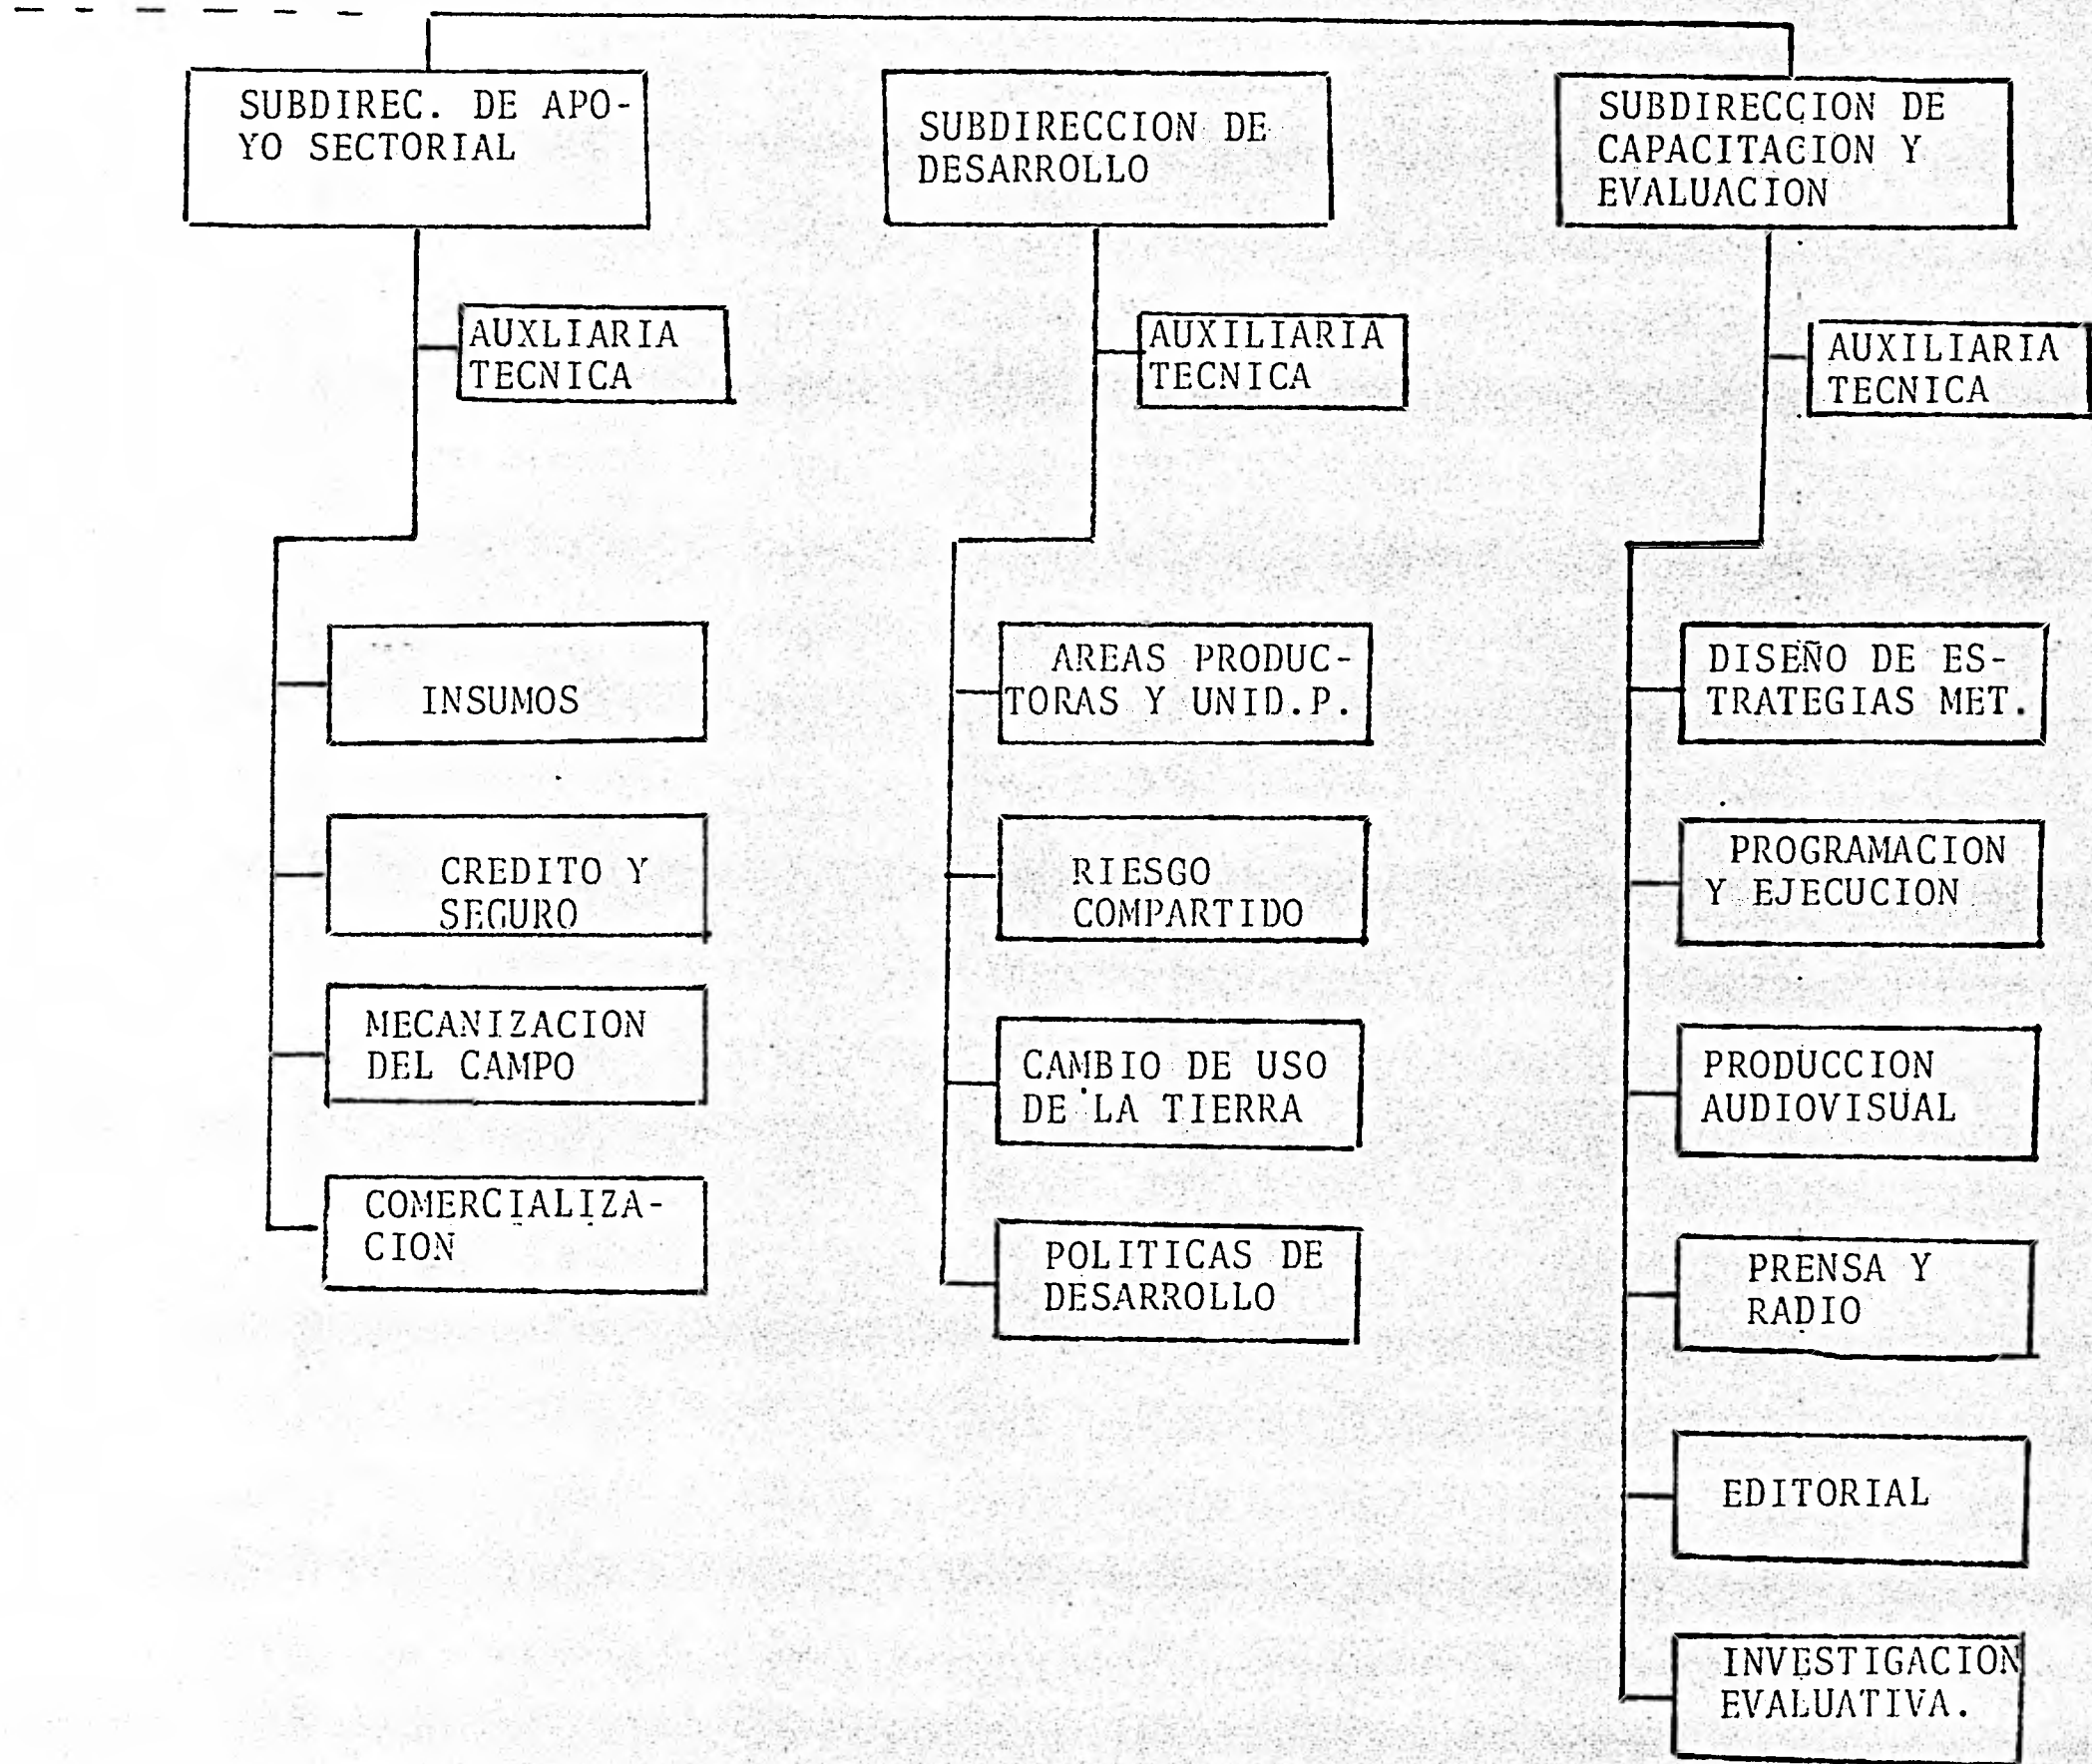 SUBDIREC. DE APO-
YO SECTORIAL
AUXLIARIA
TECNICA
INSUMOS
CREDITO Y
SEGURO
MECANIZACION
DEL CAMPO
COMERCIALIZA-
CION
SUBDIRECCION DE
DESARROLLO
AUXILIARIA
TECNICA
AREAS PRODUC-
TORAS Y UNID.P.
RIESGO
COMPARTIDO
CAMBIO DE USO
DE LA TIERRA
POLITICAS DE
DESARROLLO
SUBDIRECCION DE
CAPACITACION Y
EVALUACION
AUXILIARIA
TECNICA
DISEÑO DE ES-
TRATEGIAS MET.
PROGRAMACION
Y EJECUCION
PRODUCCION
AUDIOVISUAL
PRENSA Y
RADIO
EDITORIAL
INVESTIGACION
EVALUATIVA.